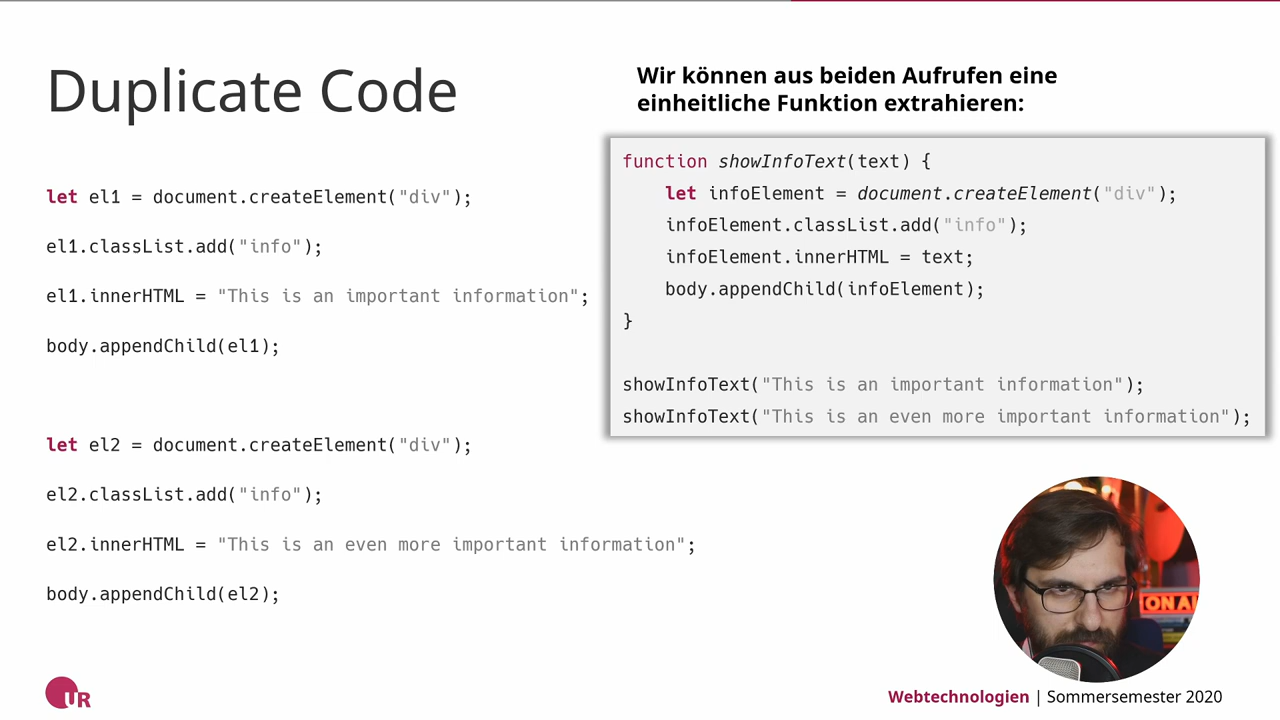 Duplicate Code
let el1 = document.createElement("div");
el1.classList.add("info");
el1.innerHTML = "This is an important information";
body.appendChild(el1);
let el2 = document.createElement("div");
el2.classList.add("info");
el2.innerHTML = "This is an even more important information";
body.appendChild(el2);
Wir können aus beiden Aufrufen eine
einheitliche Funktion extrahieren:
function showInfoText(text) {
let infoElement = document.createElement("div");
infoElement.classList.add("info");
infoElement.innerHTML = text;
body.appendChild(infoElement);
}
showInfoText("This is an important information");
showInfoText("This is an even more important information");
ON A
UR
Webtechnologien | Sommersemester 2020